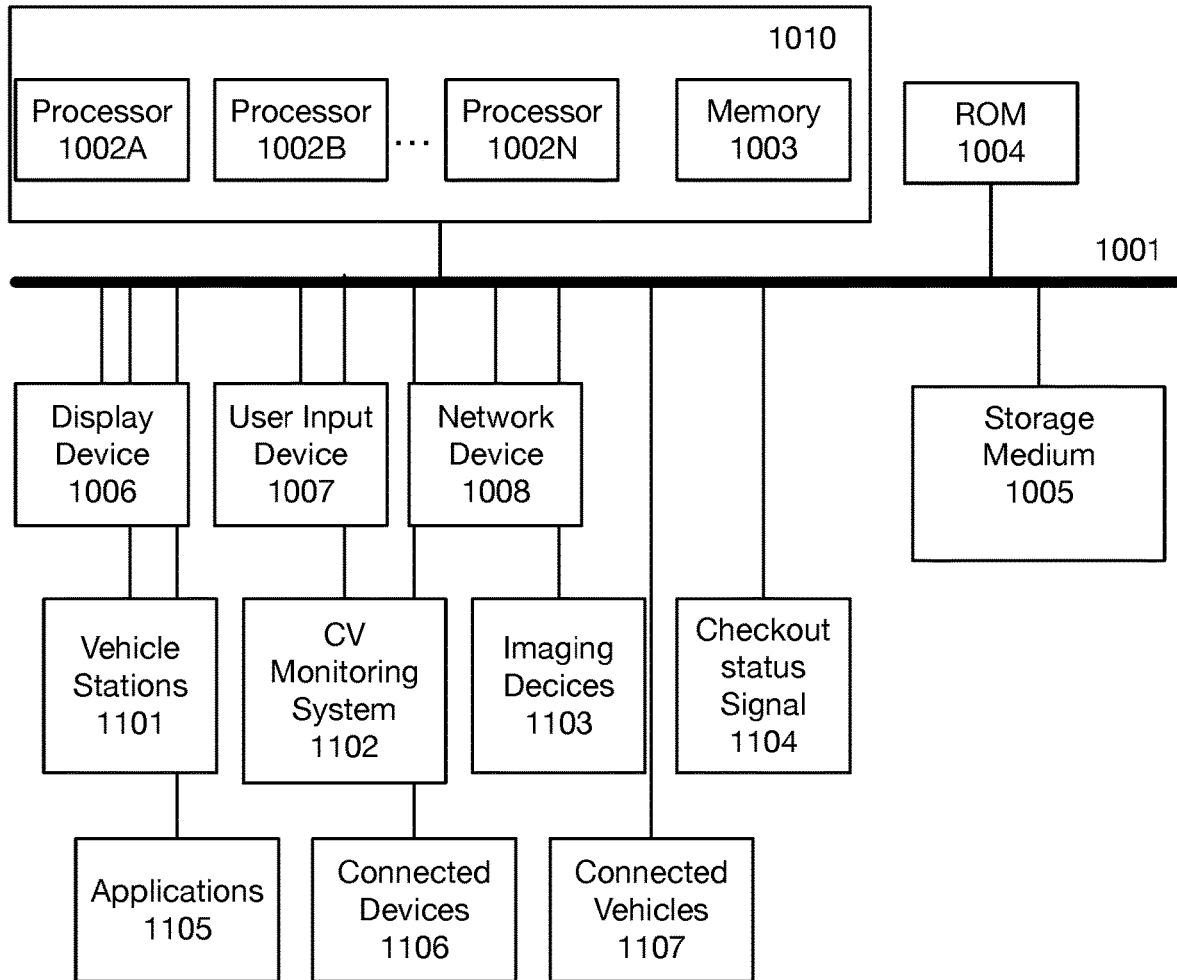 1010
Processor
1002A
Processor
1002B
...
Processor
1002N
Memory
1003
ROM
1004
1001
Display
Device
1006
User Input
Device
1007
Network
Device
1008
Storage
Medium
1005
Vehicle
Stations
1101
CV
Monitoring
System
1102
Imaging
Decices
1103
Checkout
status
Signal
1104
Applications
1105
Connected
Devices
1106
Connected
Vehicles
1107